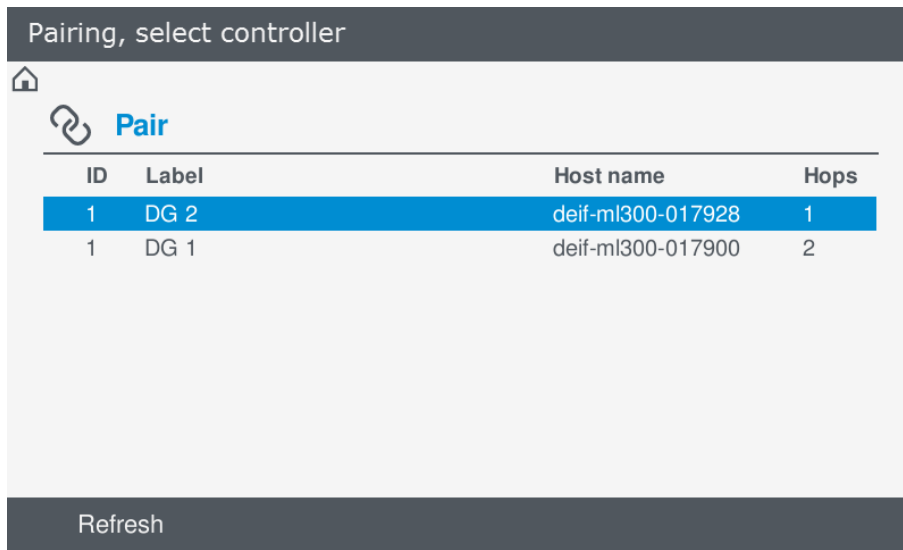 Pairing, select controller
Pair
ID Label Host name Hops
1 DG 2 deif-ml300-017928 1
1 DG 1 deif-ml300-017900 2
Refresh